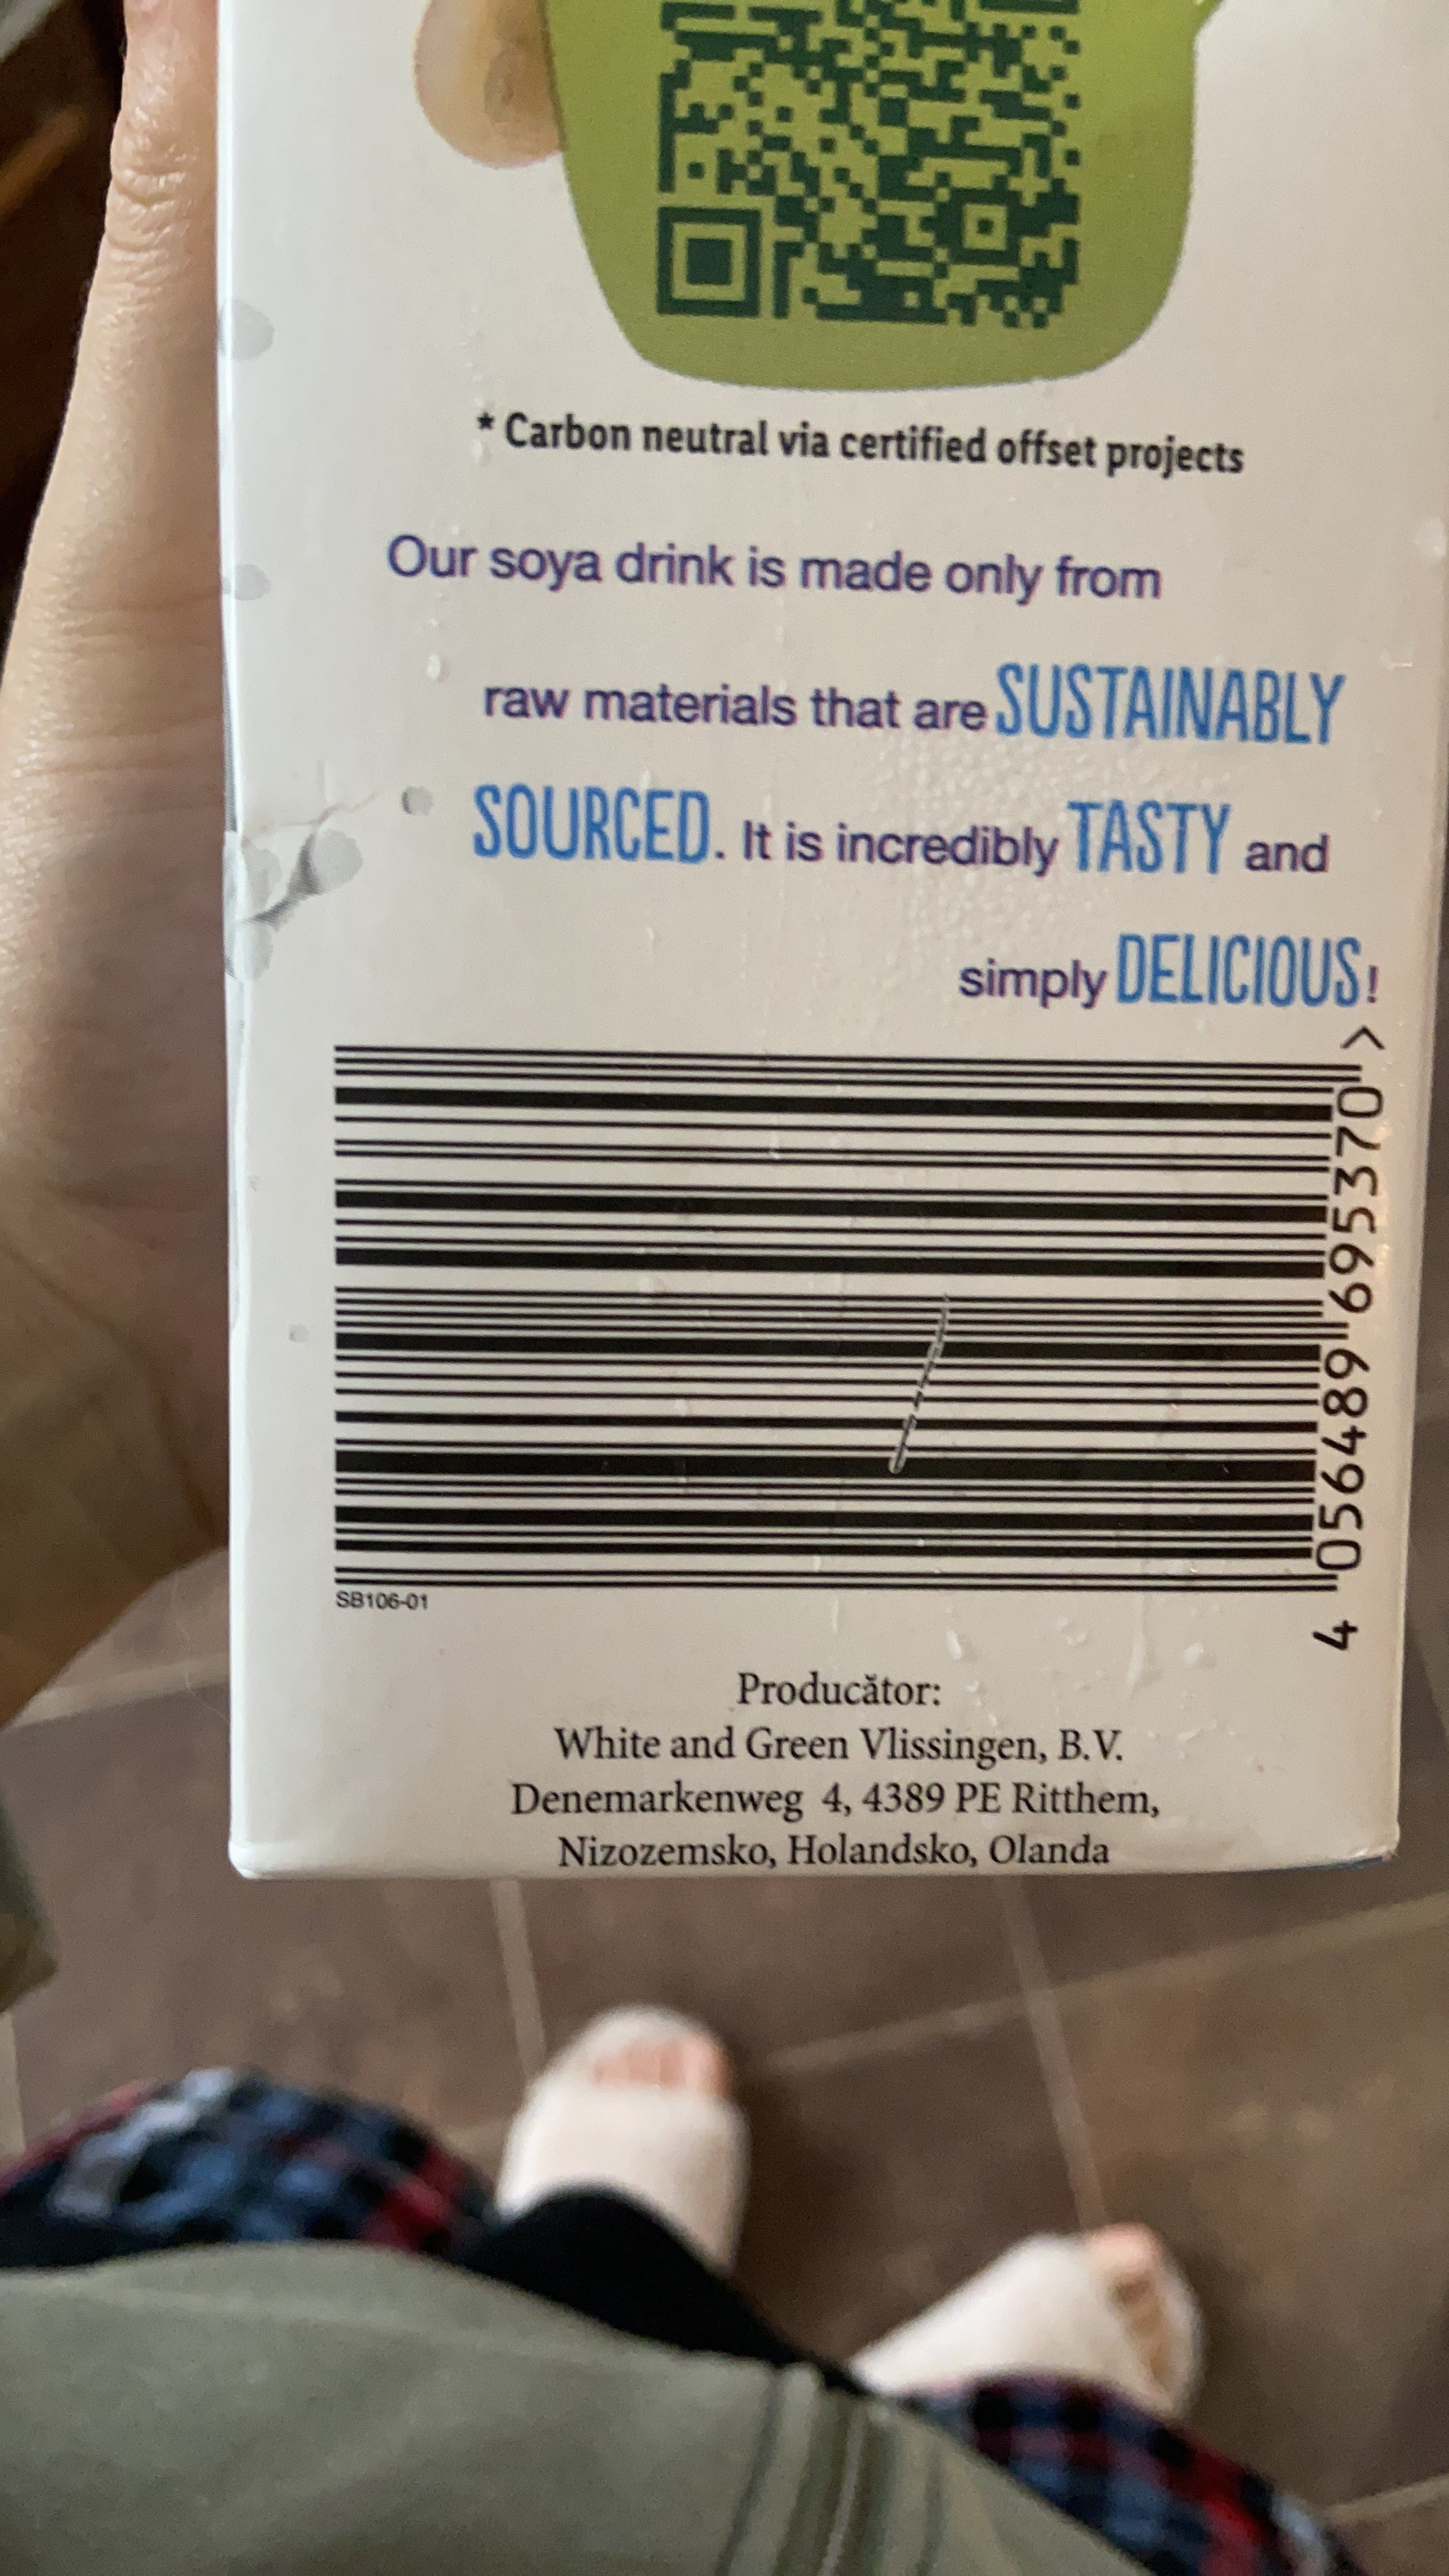 * Carbon neutral via certified offset projects
Our soya drink is made only from
raw materials that are SUSTAINABLY
SOURCED. It is incredibly TASTY and
simply DELICIOUS!
4 056489 695370 >
SB106-01
Producător:
White and Green Vlissingen, B.V.
Denemarkenweg 4, 4389 PE Ritthem,
Nizozemsko, Holandsko, Olanda